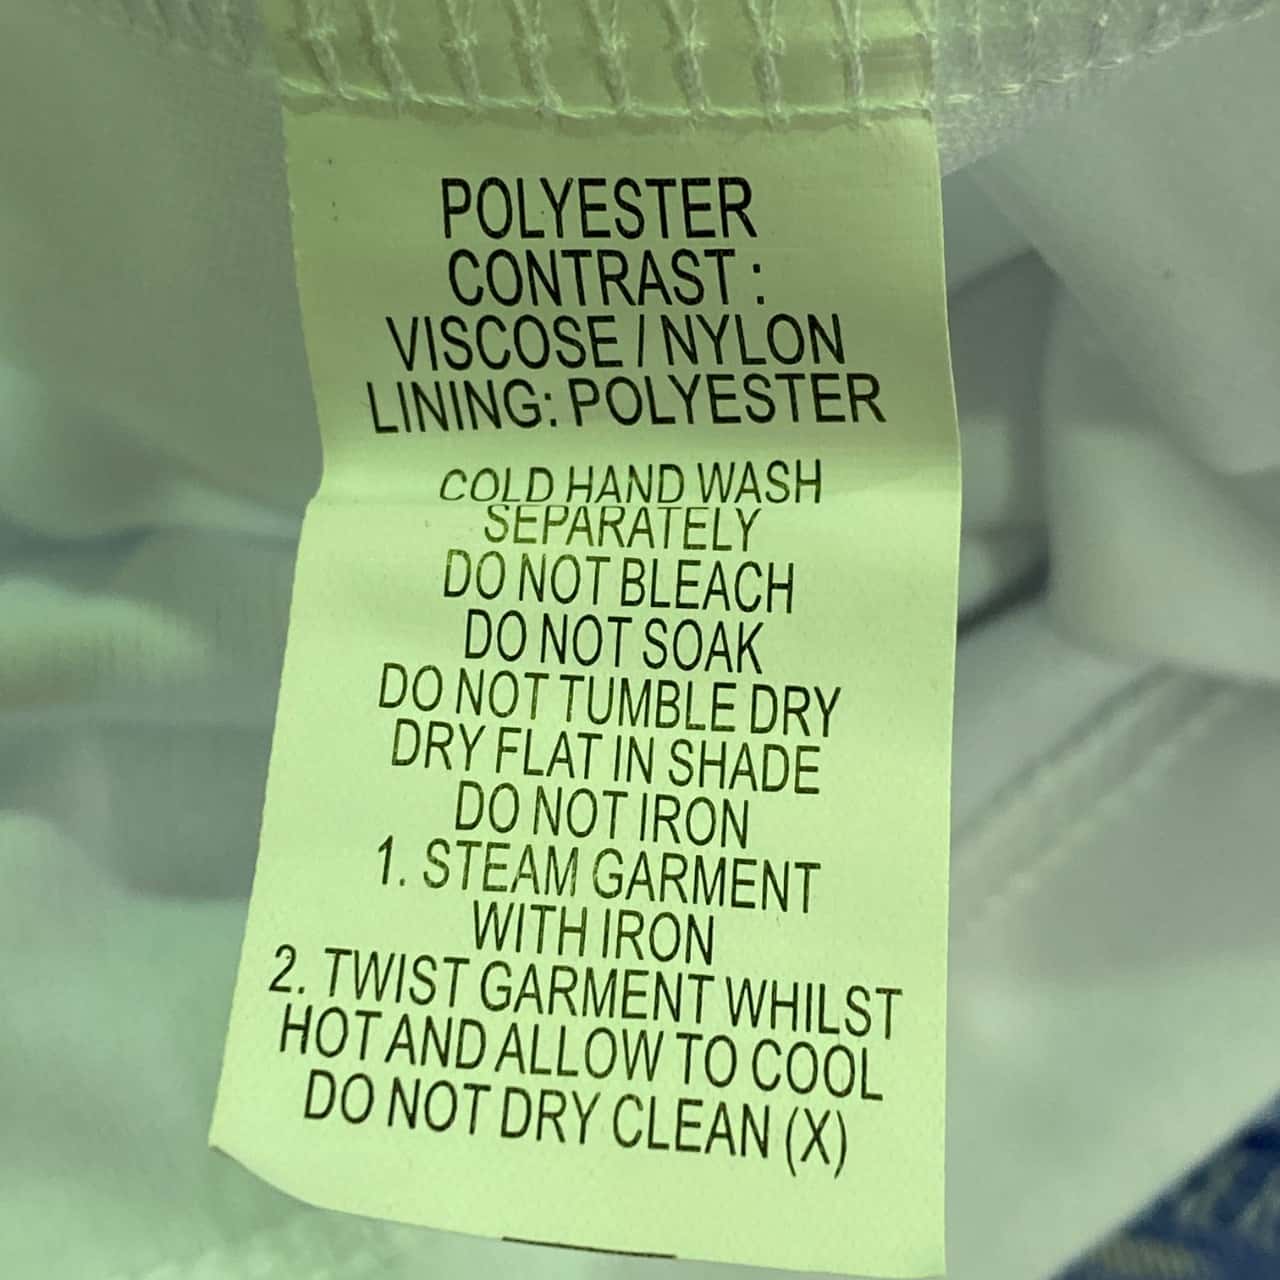 POLYESTER
CONTRAST :
VISCOSE / NYLON
LINING: POLYESTER
COLD HAND WASH
SEPARATELY
DO NOT BLEACH
DO NOT SOAK
DO NOT TUMBLE DRY
DRY FLAT IN SHADE
DO NOT IRON
1. STEAM GARMENT
WITH IRON
2. TWIST GARMENT WHILST
HOT AND ALLOW TO COOL
DO NOT DRY CLEAN (X)